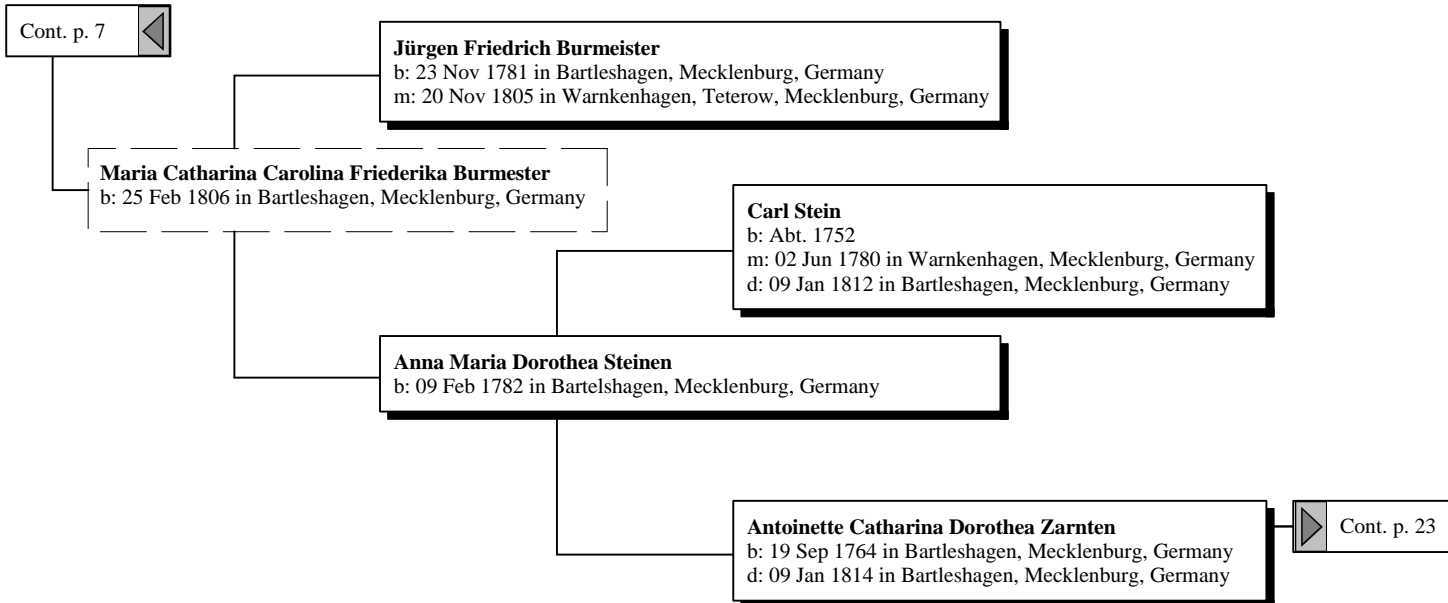 Cont. p. 7
Jürgen Friedrich Burmeister
b: 23 Nov 1781 in Bartleshagen, Mecklenburg, Germany
m: 20 Nov 1805 in Warnkenhagen, Teterow, Mecklenburg, Germany
Maria Catharina Carolina Friederika Burmester
b: 25 Feb 1806 in Bartleshagen, Mecklenburg, Germany
Carl Stein
b: Abt. 1752
m: 02 Jun 1780 in Warnkenhagen, Mecklenburg, Germany
d: 09 Jan 1812 in Bartleshagen, Mecklenburg, Germany
Anna Maria Dorothea Steinen
b: 09 Feb 1782 in Bartelshagen, Mecklenburg, Germany
Antoinette Catharina Dorothea Zarnten
b: 19 Sep 1764 in Bartleshagen, Mecklenburg, Germany
d: 09 Jan 1814 in Bartleshagen, Mecklenburg, Germany
Cont. p. 23